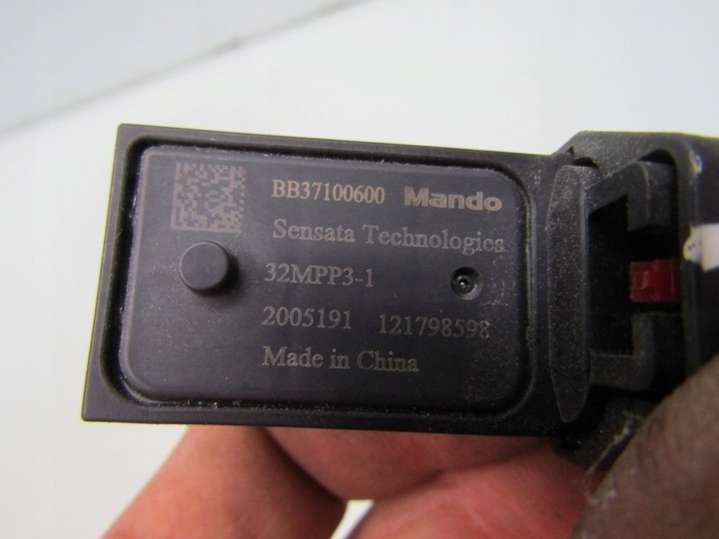 BB37100600 Mando
Sensata Technologies
32MPP3-1
2005191 121798598
Made in China